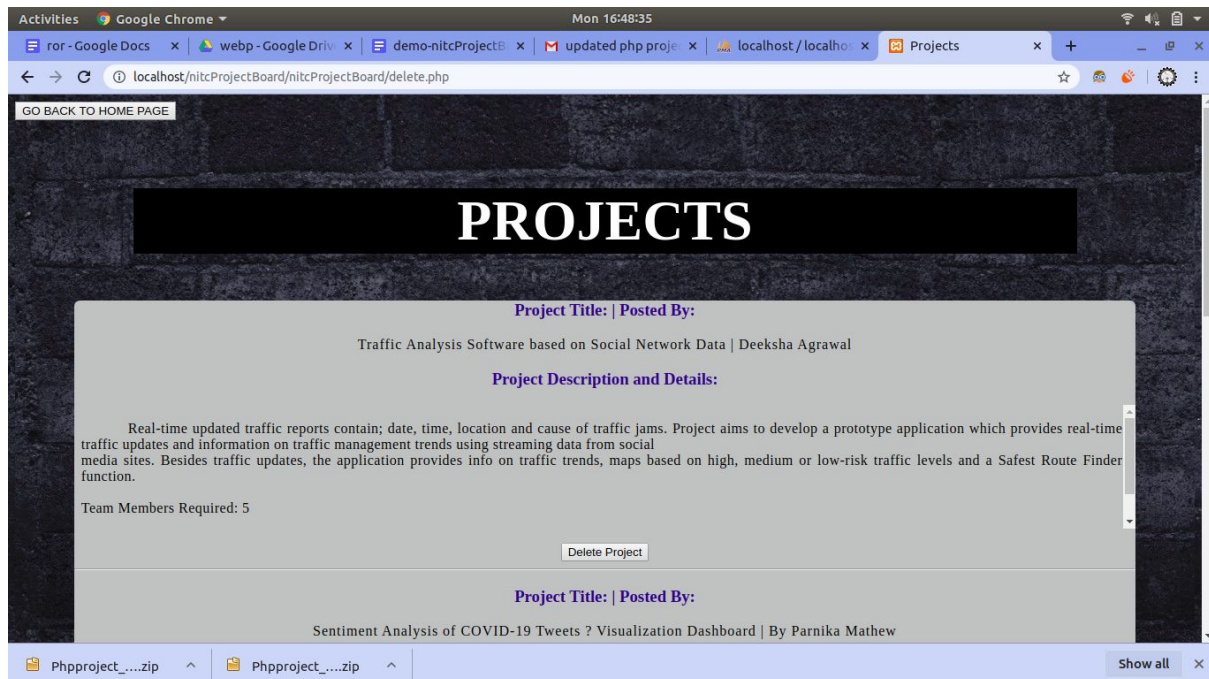 Activities Google Chrome Mon 16:48:35
ror - Google Docs webp - Google Driv demo-nitcProjectB updated php projec localhost / localhos Projects
localhost/nitcProjectBoard/nitcProjectBoard/delete.php
GO BACK TO HOME PAGE
PROJECTS
Project Title: | Posted By:
Traffic Analysis Software based on Social Network Data | Deeksha Agrawal
Project Description and Details:
Real-time updated traffic reports contain; date, time, location and cause of traffic jams. Project aims to develop a prototype application which provides real-time
traffic updates and information on traffic management trends using streaming data from social
media sites. Besides traffic updates, the application provides info on traffic trends, maps based on high, medium or low-risk traffic levels and a Safest Route Finder
function.
Team Members Required: 5
Delete Project
Project Title: | Posted By:
Sentiment Analysis of COVID-19 Tweets ? Visualization Dashboard | By Parnika Mathew
Phpproject_....zip Phpproject_....zip Show all